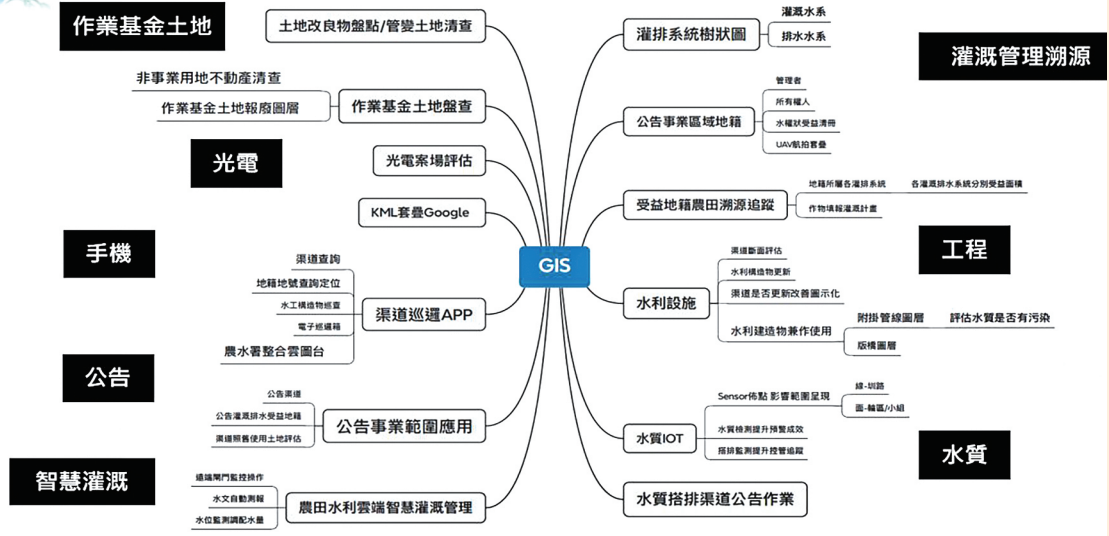 作業基金土地
土地改良物盤點/管變土地清查
非事業用地不動產清查
作業基金土地報廢圖層
作業基金土地盤查
光電
光電案場評估
KML套疊Google
手機
渠道查詢
地籍地號查詢定位
水工構造物巡查
電子巡邏箱
農水署整合雲圖台
渠道巡邏APP
公告
公告渠道
公告灌溉排水受益地籍
渠道照舊使用土地評估
公告事業範圍應用
智慧灌溉
遠端閘門監控操作
水文自動測報
水位監測調配水量
農田水利雲端智慧灌溉管理
GIS
灌排系統樹狀圖
灌溉水系
排水水系
灌溉管理溯源
公告事業區域地籍
管理者
所有權人
水權狀受益清冊
UAV航拍套疊
受益地籍農田溯源追蹤
地籍所屬各灌排系統
各灌溉排水系統分別受益面積
作物填報灌溉計畫
工程
水利設施
渠道斷面評估
水利構造物更新
渠道是否更新改善圖示化
水利建造物兼作使用
附掛管線圖層
評估水質是否有污染
版橋圖層
水質IOT
Sensor佈點 影響範圍呈現
線-圳路
面-輪區/小組
水質檢測提升預警成效
搭排監測提升控管追蹤
水質
水質搭排渠道公告作業